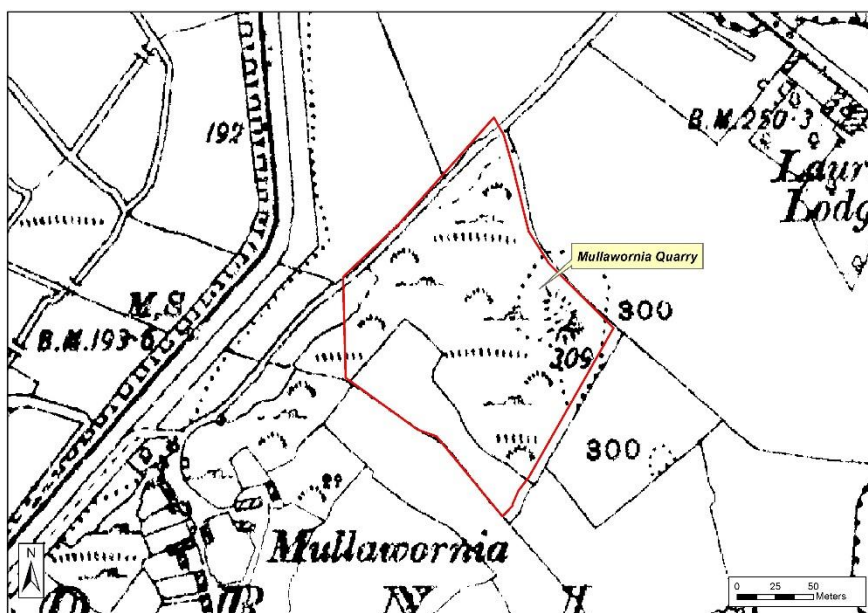 192
B.M.250·3
Laur
Lodg
Mullawornia Quarry
M.S
B.M.193·6
300
309
300
Mullawornia
N
0 25 50
Meters